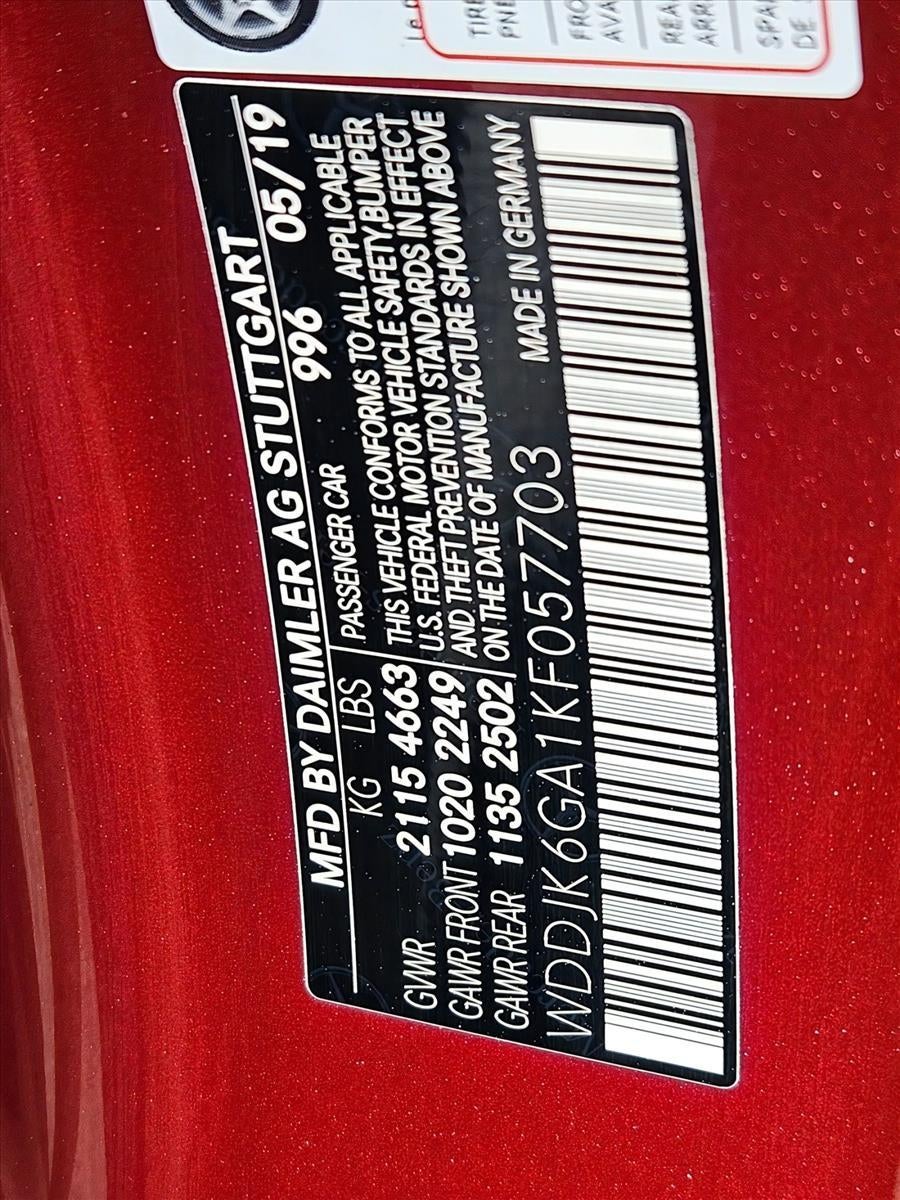 TIRE
MFD BY DAIMLER AG STUTTGART
996 05/19
KG LBS PASSENGER CAR
GVWR 2115 4663
GAWR FRONT 1020 2249
GAWR REAR 1135 2502
THIS VEHICLE CONFORMS TO ALL APPLICABLE
U.S. FEDERAL MOTOR VEHICLE SAFETY,BUMPER
AND THEFT PREVENTION STANDARDS IN EFFECT
ON THE DATE OF MANUFACTURE SHOWN ABOVE
MADE IN GERMANY
WDDJK6GA1KF057703